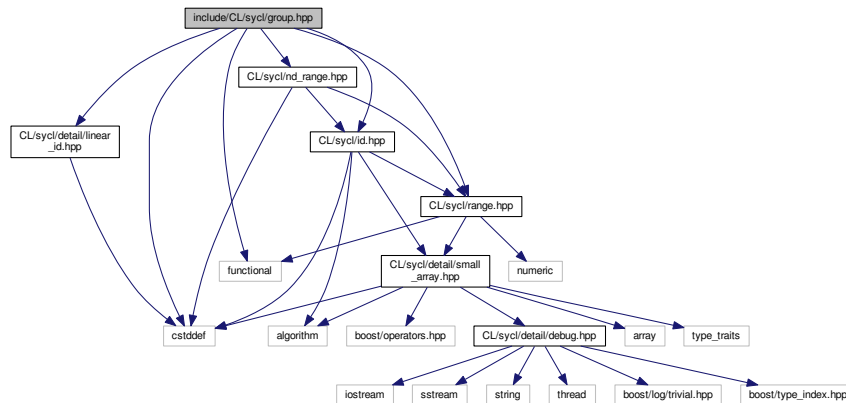 include/CL/sycl/group.hpp
CL/sycl/nd_range.hpp
CL/sycl/detail/linear
_id.hpp
CL/sycl/id.hpp
CL/sycl/range.hpp
functional
CL/sycl/detail/small
_array.hpp
numeric
cstddef
algorithm
boost/operators.hpp
CL/sycl/detail/debug.hpp
array
type_traits
iostream
sstream
string
thread
boost/log/trivial.hpp
boost/type_index.hpp